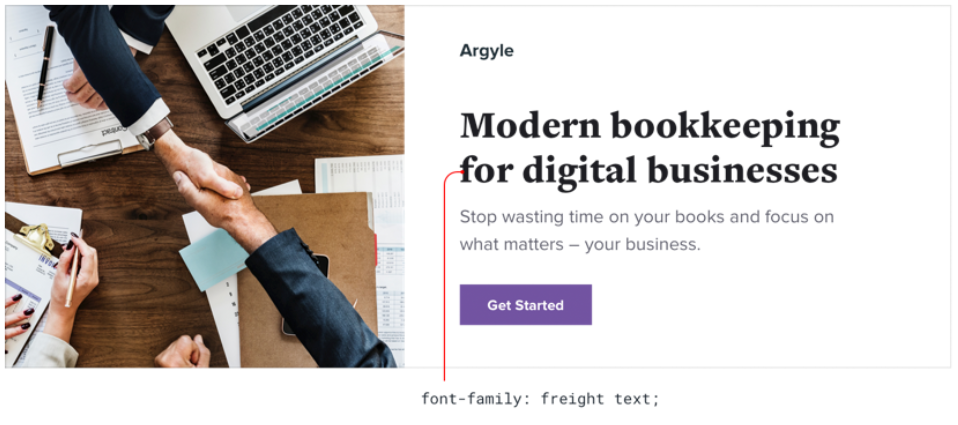 Argyle
Modern bookkeeping
for digital businesses
Stop wasting time on your books and focus on
what matters – your business.
Get Started
font-family: freight text;